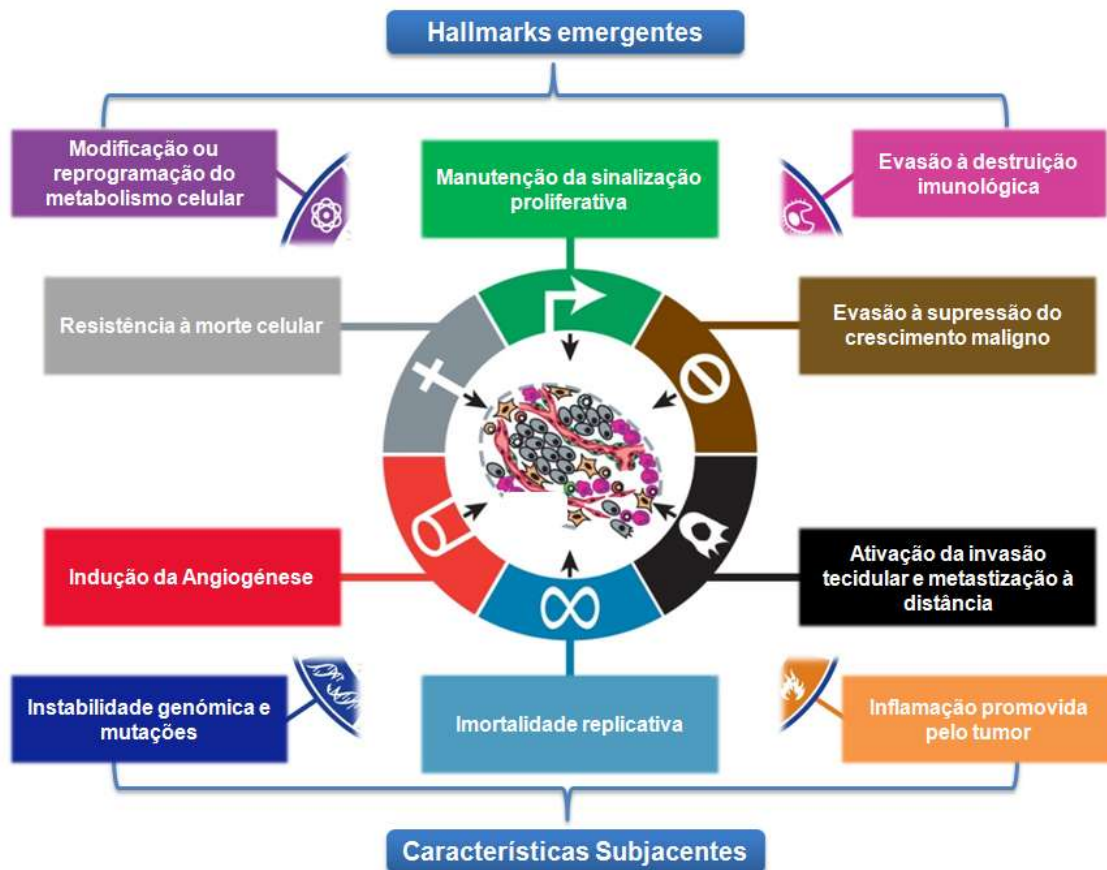 Hallmarks emergentes
Modificação ou
reprogramação do
metabolismo celular
Manutenção da sinalização
proliferativa
Evasão à destruição
imunológica
Resistência à morte celular
Evasão à supressão do
crescimento maligno
Indução da Angiogénese
Ativação da invasão
tecidular e metastização à
distância
Instabilidade genómica e
mutações
Imortalidade replicativa
Inflamação promovida
pelo tumor
Característicås Subjacentes